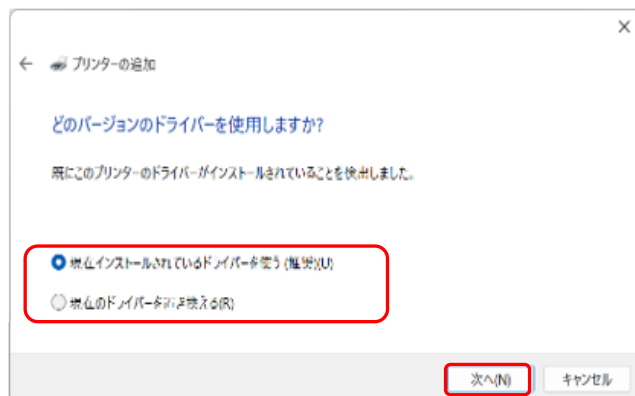 プリンターの追加
どのバージョンのドライバーを使用しますか?
既にこのプリンターのドライバーがインストールされていることを検出しました。
現在インストールされているドライバーを使う (推奨)(U)
現在のドライバーを置き換える(R)
次へ(N)
キャンセル